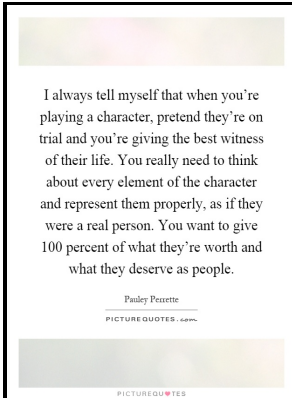 I always tell myself that when you're
playing a character, pretend they're on
trial and you're giving the best witness
of their life. You really need to think
about every element of the character
and represent them properly, as if they
were a real person. You want to give
100 percent of what they're worth and
what they deserve as people.
Pauley Perrette
PICTUREQUOTES.com
PICTUREQU♥TES